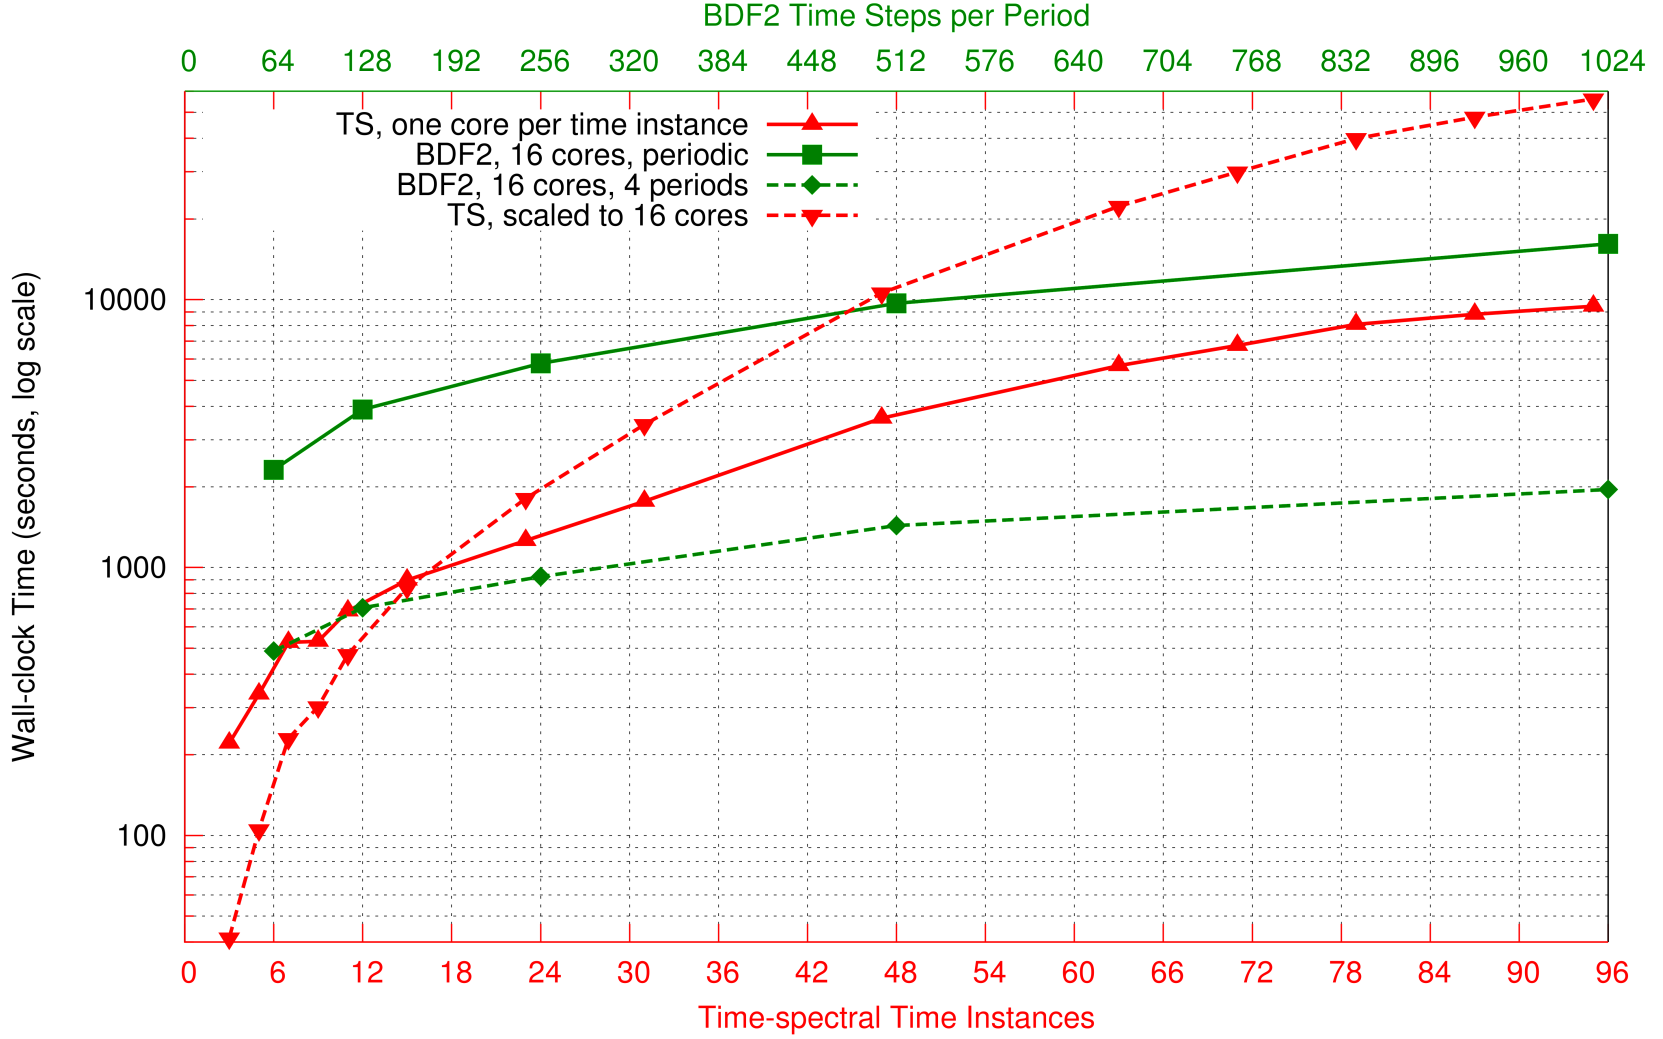 BDF2 Time Steps per Period
0 64 128 192 256 320 384 448 512 576 640 704 768 832 896 960 1024
TS, one core per time instance
BDF2, 16 cores, periodic
BDF2, 16 cores, 4 periods
TS, scaled to 16 cores
Wall-clock Time (seconds, log scale)
10000
1000
100
0 6 12 18 24 30 36 42 48 54 60 66 72 78 84 90 96
Time-spectral Time Instances